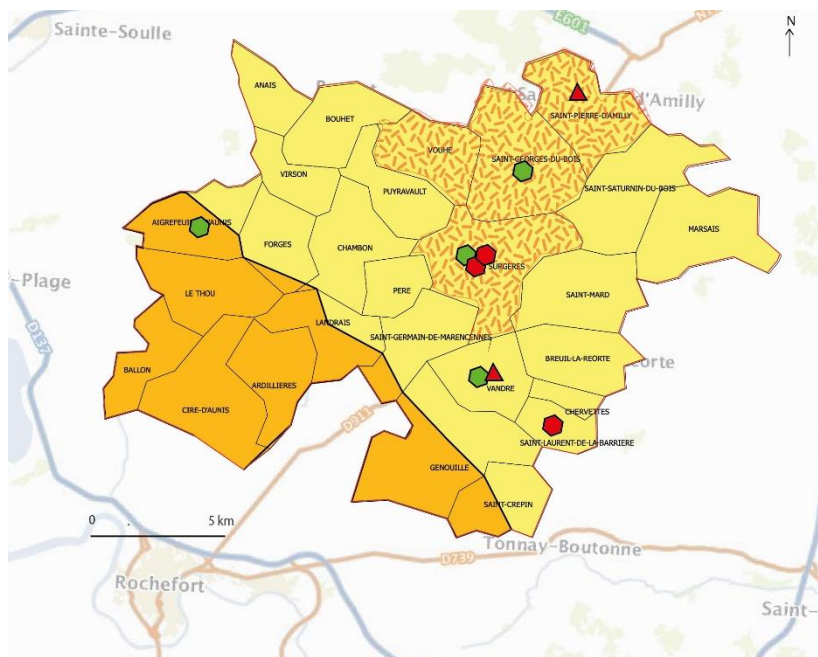 Sainte-Soulle
E601
N
ANAIS
d'Amilly
BOUHET
SAINT-PIERRE-D'AMILLY
VOUHE
SAINT-GEORGES-DU-BOIS
VIRSON
PUYRAVAULT
SAINT-SATURNIN-DU-BOIS
AIGREFEUILLE-D'AUNIS
MARSAIS
FORGES
CHAMBON
SURGERES
-Plage
LE THOU
PERE
SAINT-MARD
LANDRAIS
D137
SAINT-GERMAIN-DE-MARENCENNES
BREUIL-LA-REORTE
orte
BALLON
ARDILLIERES
VANDRE
CIRE-D'AUNIS
CHERVETTES
D911
SAINT-LAURENT-DE-LA-BARRIERE
GENOUILLE
SAINT-CREPIN
0 5 km
Tonnay-Boutonne
D739
Rochefort
Saint-